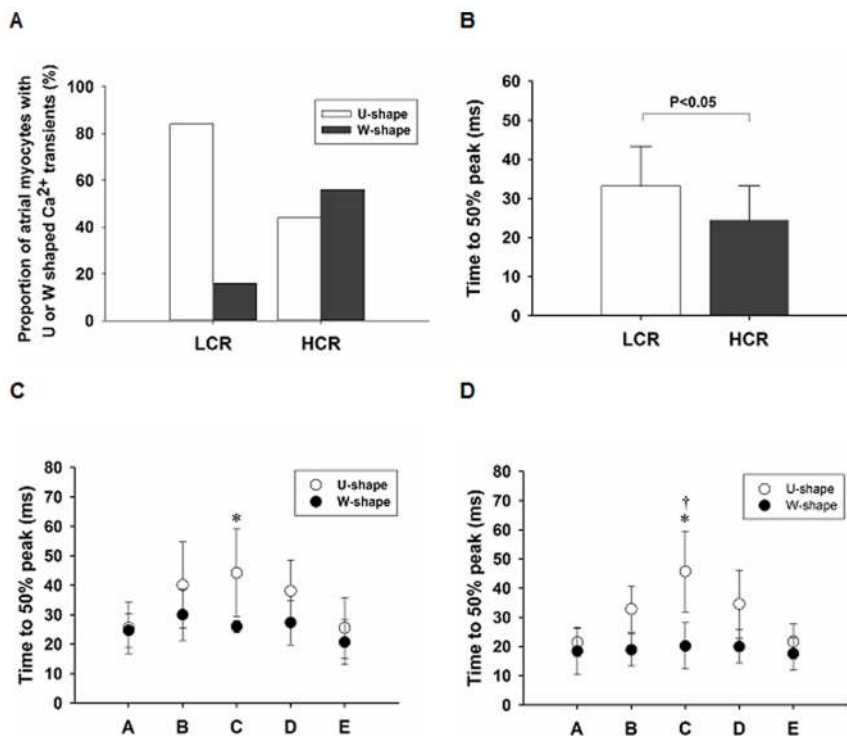 A
Proportion of atrial myocytes with
U or W shaped Ca2+ transients (%)
100
80
60
40
20
0
U-shape
W-shape
LCR
HCR
B
Time to 50% peak (ms)
60
50
40
30
20
10
0
P<0.05
LCR
HCR
C
Time to 50% peak (ms)
80
70
60
50
40
30
20
10
0
U-shape
W-shape
*
A
B
C
D
E
D
Time to 50% peak (ms)
80
70
60
50
40
30
20
10
0
U-shape
W-shape
†
*
A
B
C
D
E